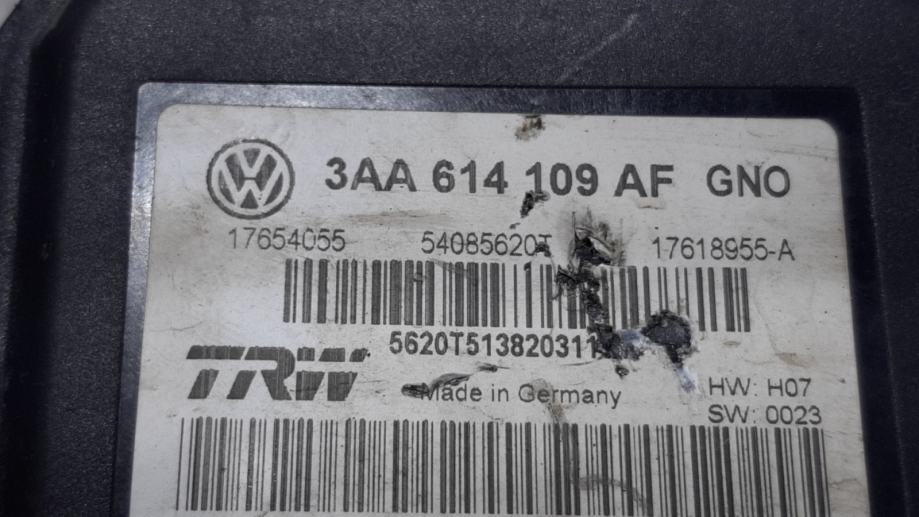 3AA 614 109 AF GNO
17654055 54085620T 17618955-A
5620T51382031
TRW
Made in Germany
HW: H07
SW: 0023